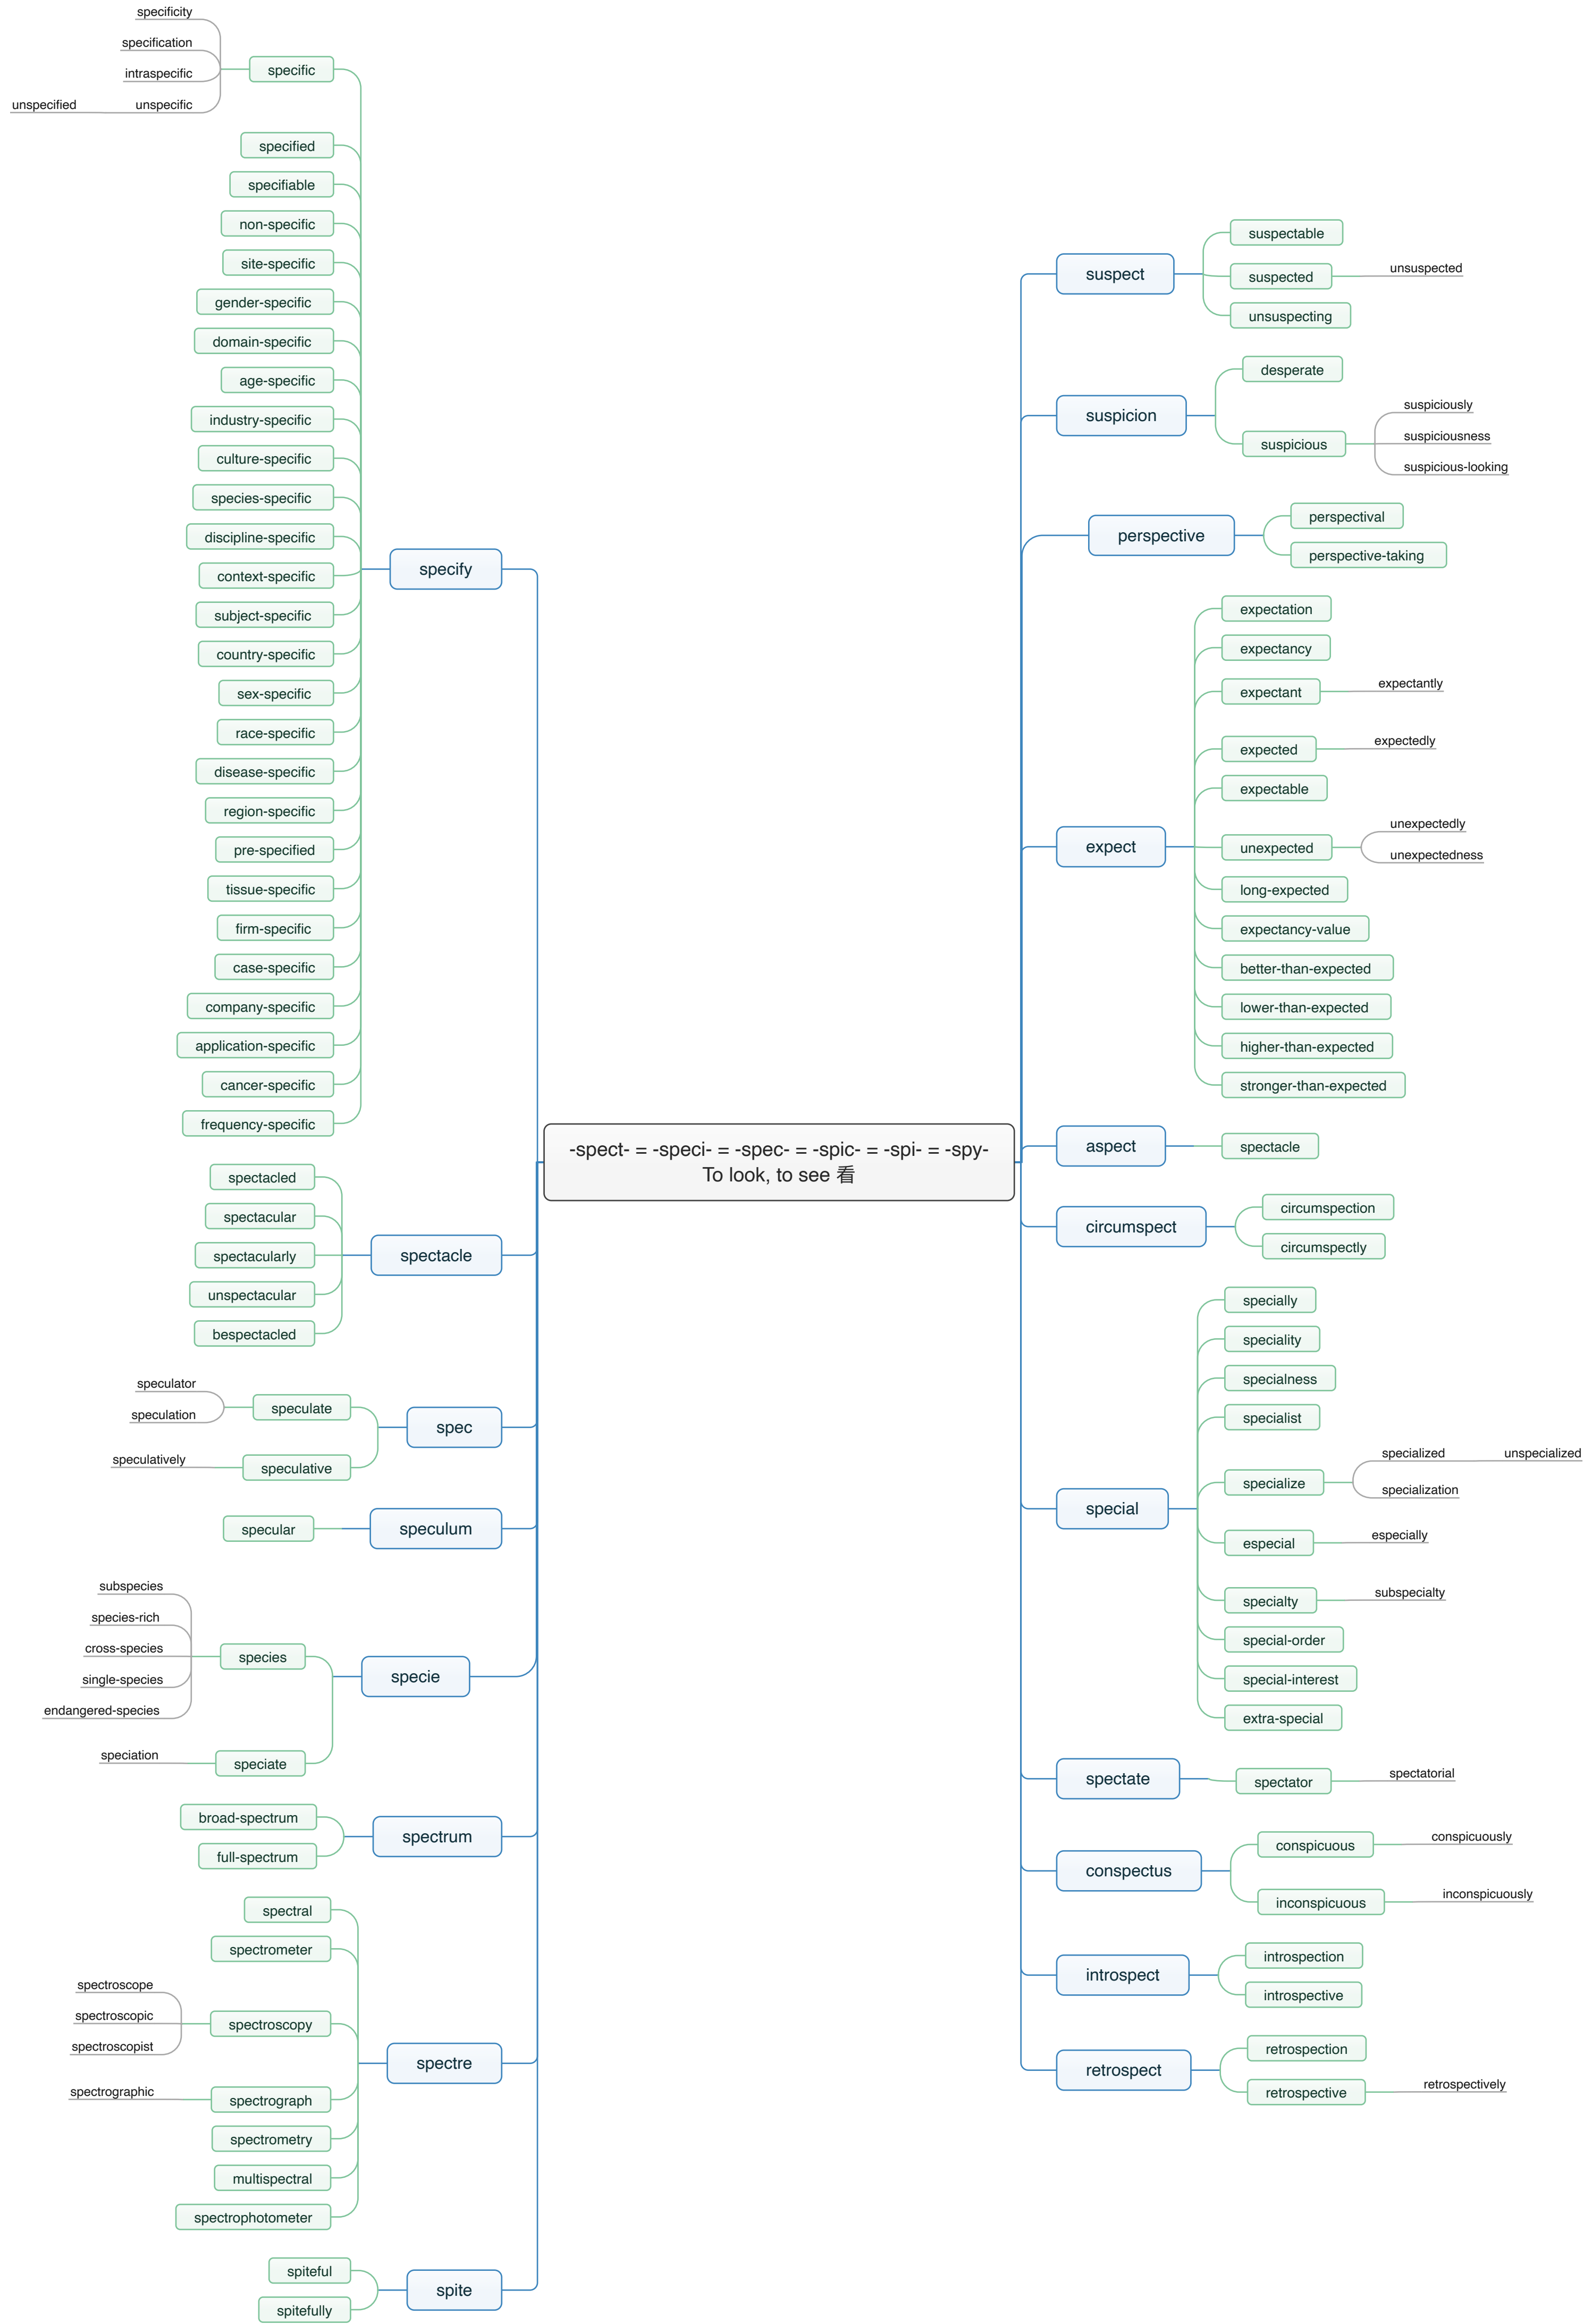 -spect- = -speci- = -spec- = -spic- = -spi- = -spy-
To look, to see 看
suspect
suspectable
suspected
unsuspected
unsuspecting
suspicion
desperate
suspicious
suspiciously
suspiciousness
suspicious-looking
perspective
perspectival
perspective-taking
expect
expectation
expectancy
expectant
expectantly
expected
expectedly
expectable
unexpected
unexpectedly
unexpectedness
long-expected
expectancy-value
better-than-expected
lower-than-expected
higher-than-expected
stronger-than-expected
aspect
spectacle
circumspect
circumspection
circumspectly
special
specially
speciality
specialness
specialist
specialize
specialized
unspecialized
specialization
especial
especially
specialty
subspecialty
special-order
special-interest
extra-special
spectate
spectator
spectatorial
conspectus
conspicuous
conspicuously
inconspicuous
inconspicuously
introspect
introspection
introspective
retrospect
retrospection
retrospective
retrospectively
specify
specific
specificity
specification
intraspecific
unspecific
unspecified
specified
specifiable
non-specific
site-specific
gender-specific
domain-specific
age-specific
industry-specific
culture-specific
species-specific
discipline-specific
context-specific
subject-specific
country-specific
sex-specific
race-specific
disease-specific
region-specific
pre-specified
tissue-specific
firm-specific
case-specific
company-specific
application-specific
cancer-specific
frequency-specific
spectacle
spectacled
spectacular
spectacularly
unspectacular
bespectacled
spec
speculate
speculator
speculation
speculative
speculatively
speculum
specular
specie
species
subspecies
species-rich
cross-species
single-species
endangered-species
speciate
speciation
spectrum
broad-spectrum
full-spectrum
spectre
spectral
spectrometer
spectroscopy
spectroscope
spectroscopic
spectroscopist
spectrograph
spectrographic
spectrometry
multispectral
spectrophotometer
spite
spiteful
spitefully